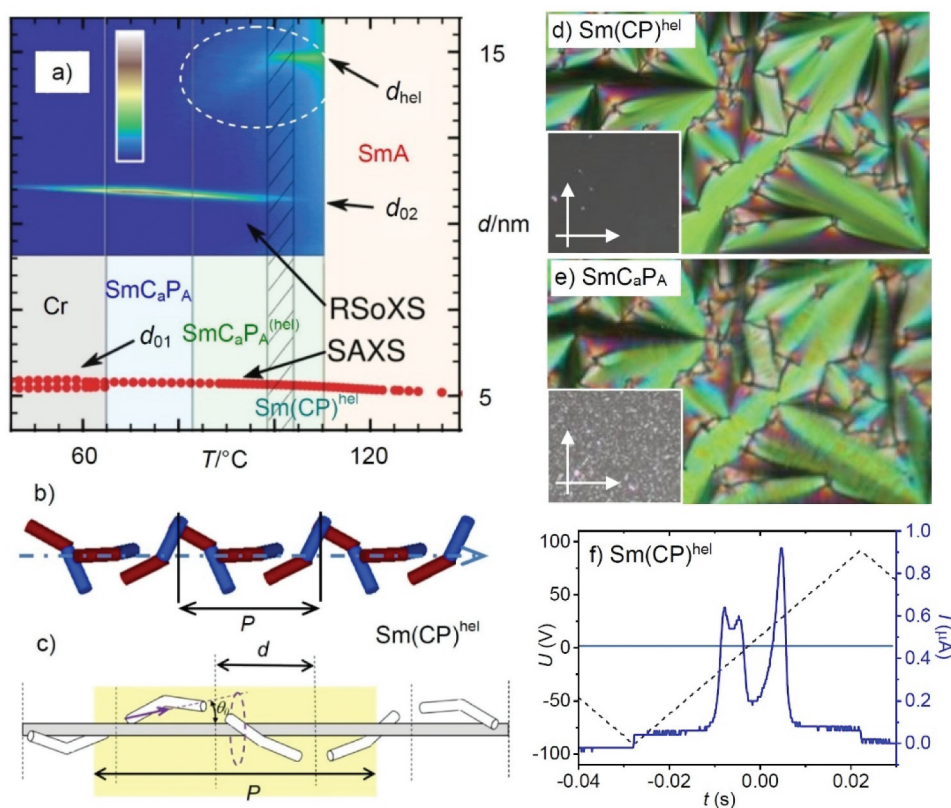 a)
15
d_hel
SmA
d_02
d/nm
Cr
SmC_aP_A
RSoXS
d_01
SmC_aP_A^(hel)
SAXS
5
Sm(CP)^hel
60
T/°C
120
b)
P
c)
Sm(CP)^hel
d
θ_0
P
d) Sm(CP)^hel
e) SmC_aP_A
f) Sm(CP)^hel
100
50
0
-50
-100
U (V)
1.0
0.8
0.6
0.4
0.2
0.0
I (μA)
-0.04
-0.02
0.00
0.02
t (s)